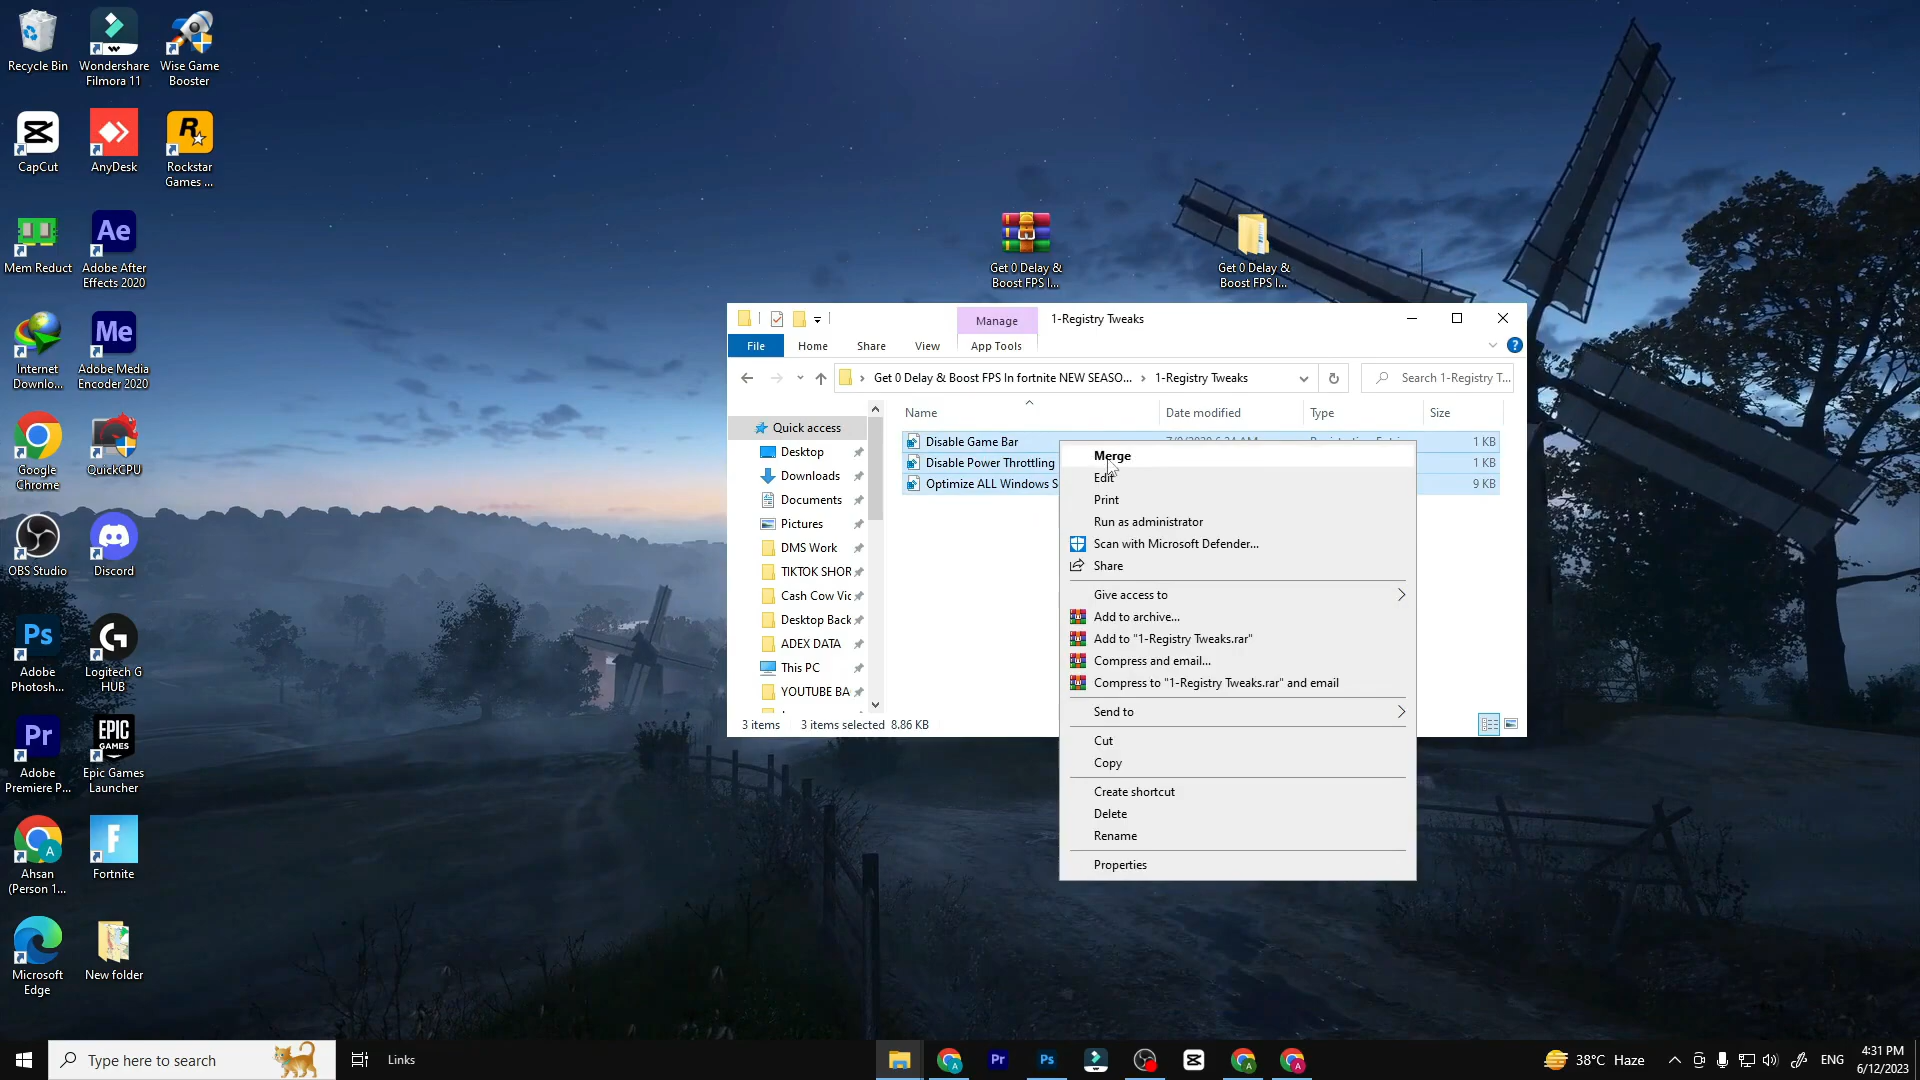 Recycle Bin
Wondershare
Filmora 11
Wise Game
Booster
CapCut
AnyDesk
Rockstar
Games ...
Mem Reduct
Ae
Adobe After
Effects 2020
Internet
Downlo...
Me
Adobe Media
Encoder 2020
Google
Chrome
QuickCPU
OBS Studio
Discord
Ps
Adobe
Photosh...
Logitech G
HUB
Pr
Adobe
Premiere P...
EPIC
GAMES
Epic Games
Launcher
A
Ahsan
(Person 1...
Fortnite
Microsoft
Edge
New folder
Get 0 Delay &
Boost FPS I...
Get 0 Delay &
Boost FPS I...
Manage
1-Registry Tweaks
File
Home
Share
View
App Tools
Get 0 Delay & Boost FPS In fortnite NEW SEASO...
1-Registry Tweaks
Search 1-Registry T...
Name
Date modified
Type
Size
Quick access
Desktop
Downloads
Documents
Pictures
DMS Work
TIKTOK SHOR
Cash Cow Vic
Desktop Back
ADEX DATA
This PC
YOUTUBE BA
Disable Game Bar
1 KB
Disable Power Throttling
1 KB
Optimize ALL Windows S
9 KB
Merge
Edit
Print
Run as administrator
Scan with Microsoft Defender...
Share
Give access to
Add to archive...
Add to "1-Registry Tweaks.rar"
Compress and email...
Compress to "1-Registry Tweaks.rar" and email
Send to
Cut
Copy
Create shortcut
Delete
Rename
Properties
3 items
3 items selected 8.86 KB
Type here to search
Links
Pr
Ps
38°C Haze
ENG
4:31 PM
6/12/2023